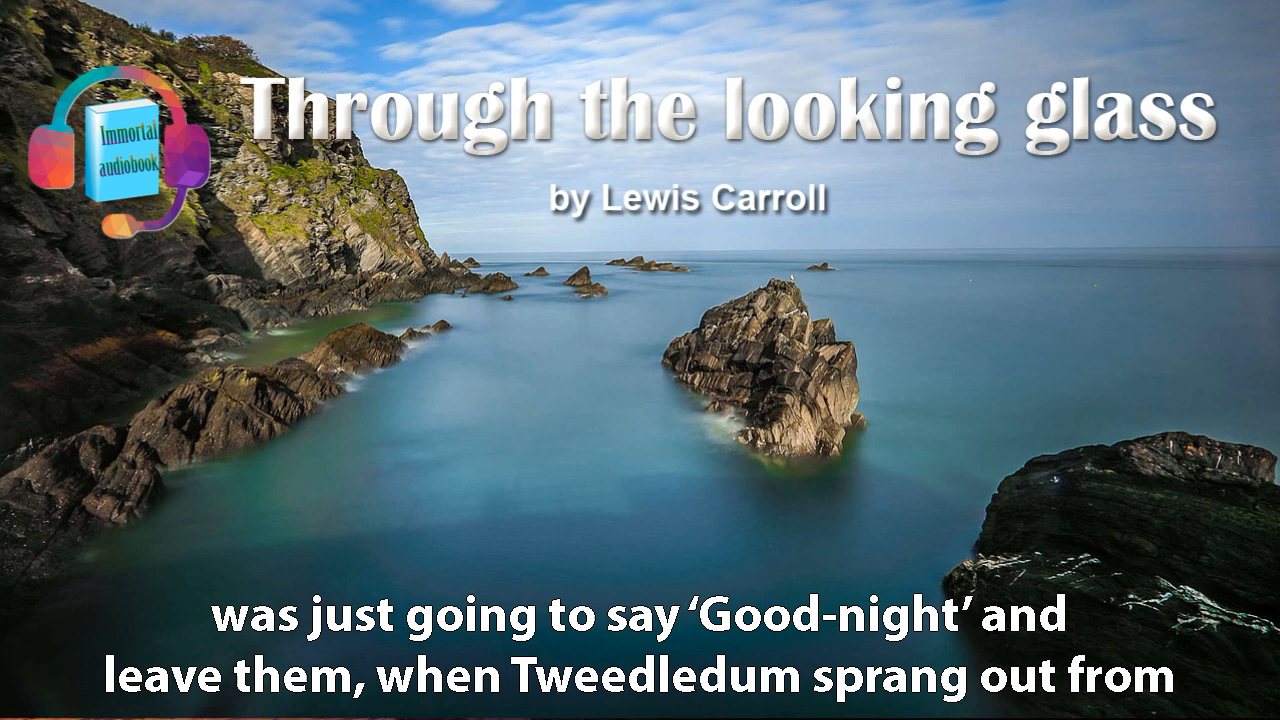 Through the looking glass
Immortal
audiobook
by Lewis Carroll
was just going to say ‘Good-night’ and
leave them, when Tweedledum sprang out from